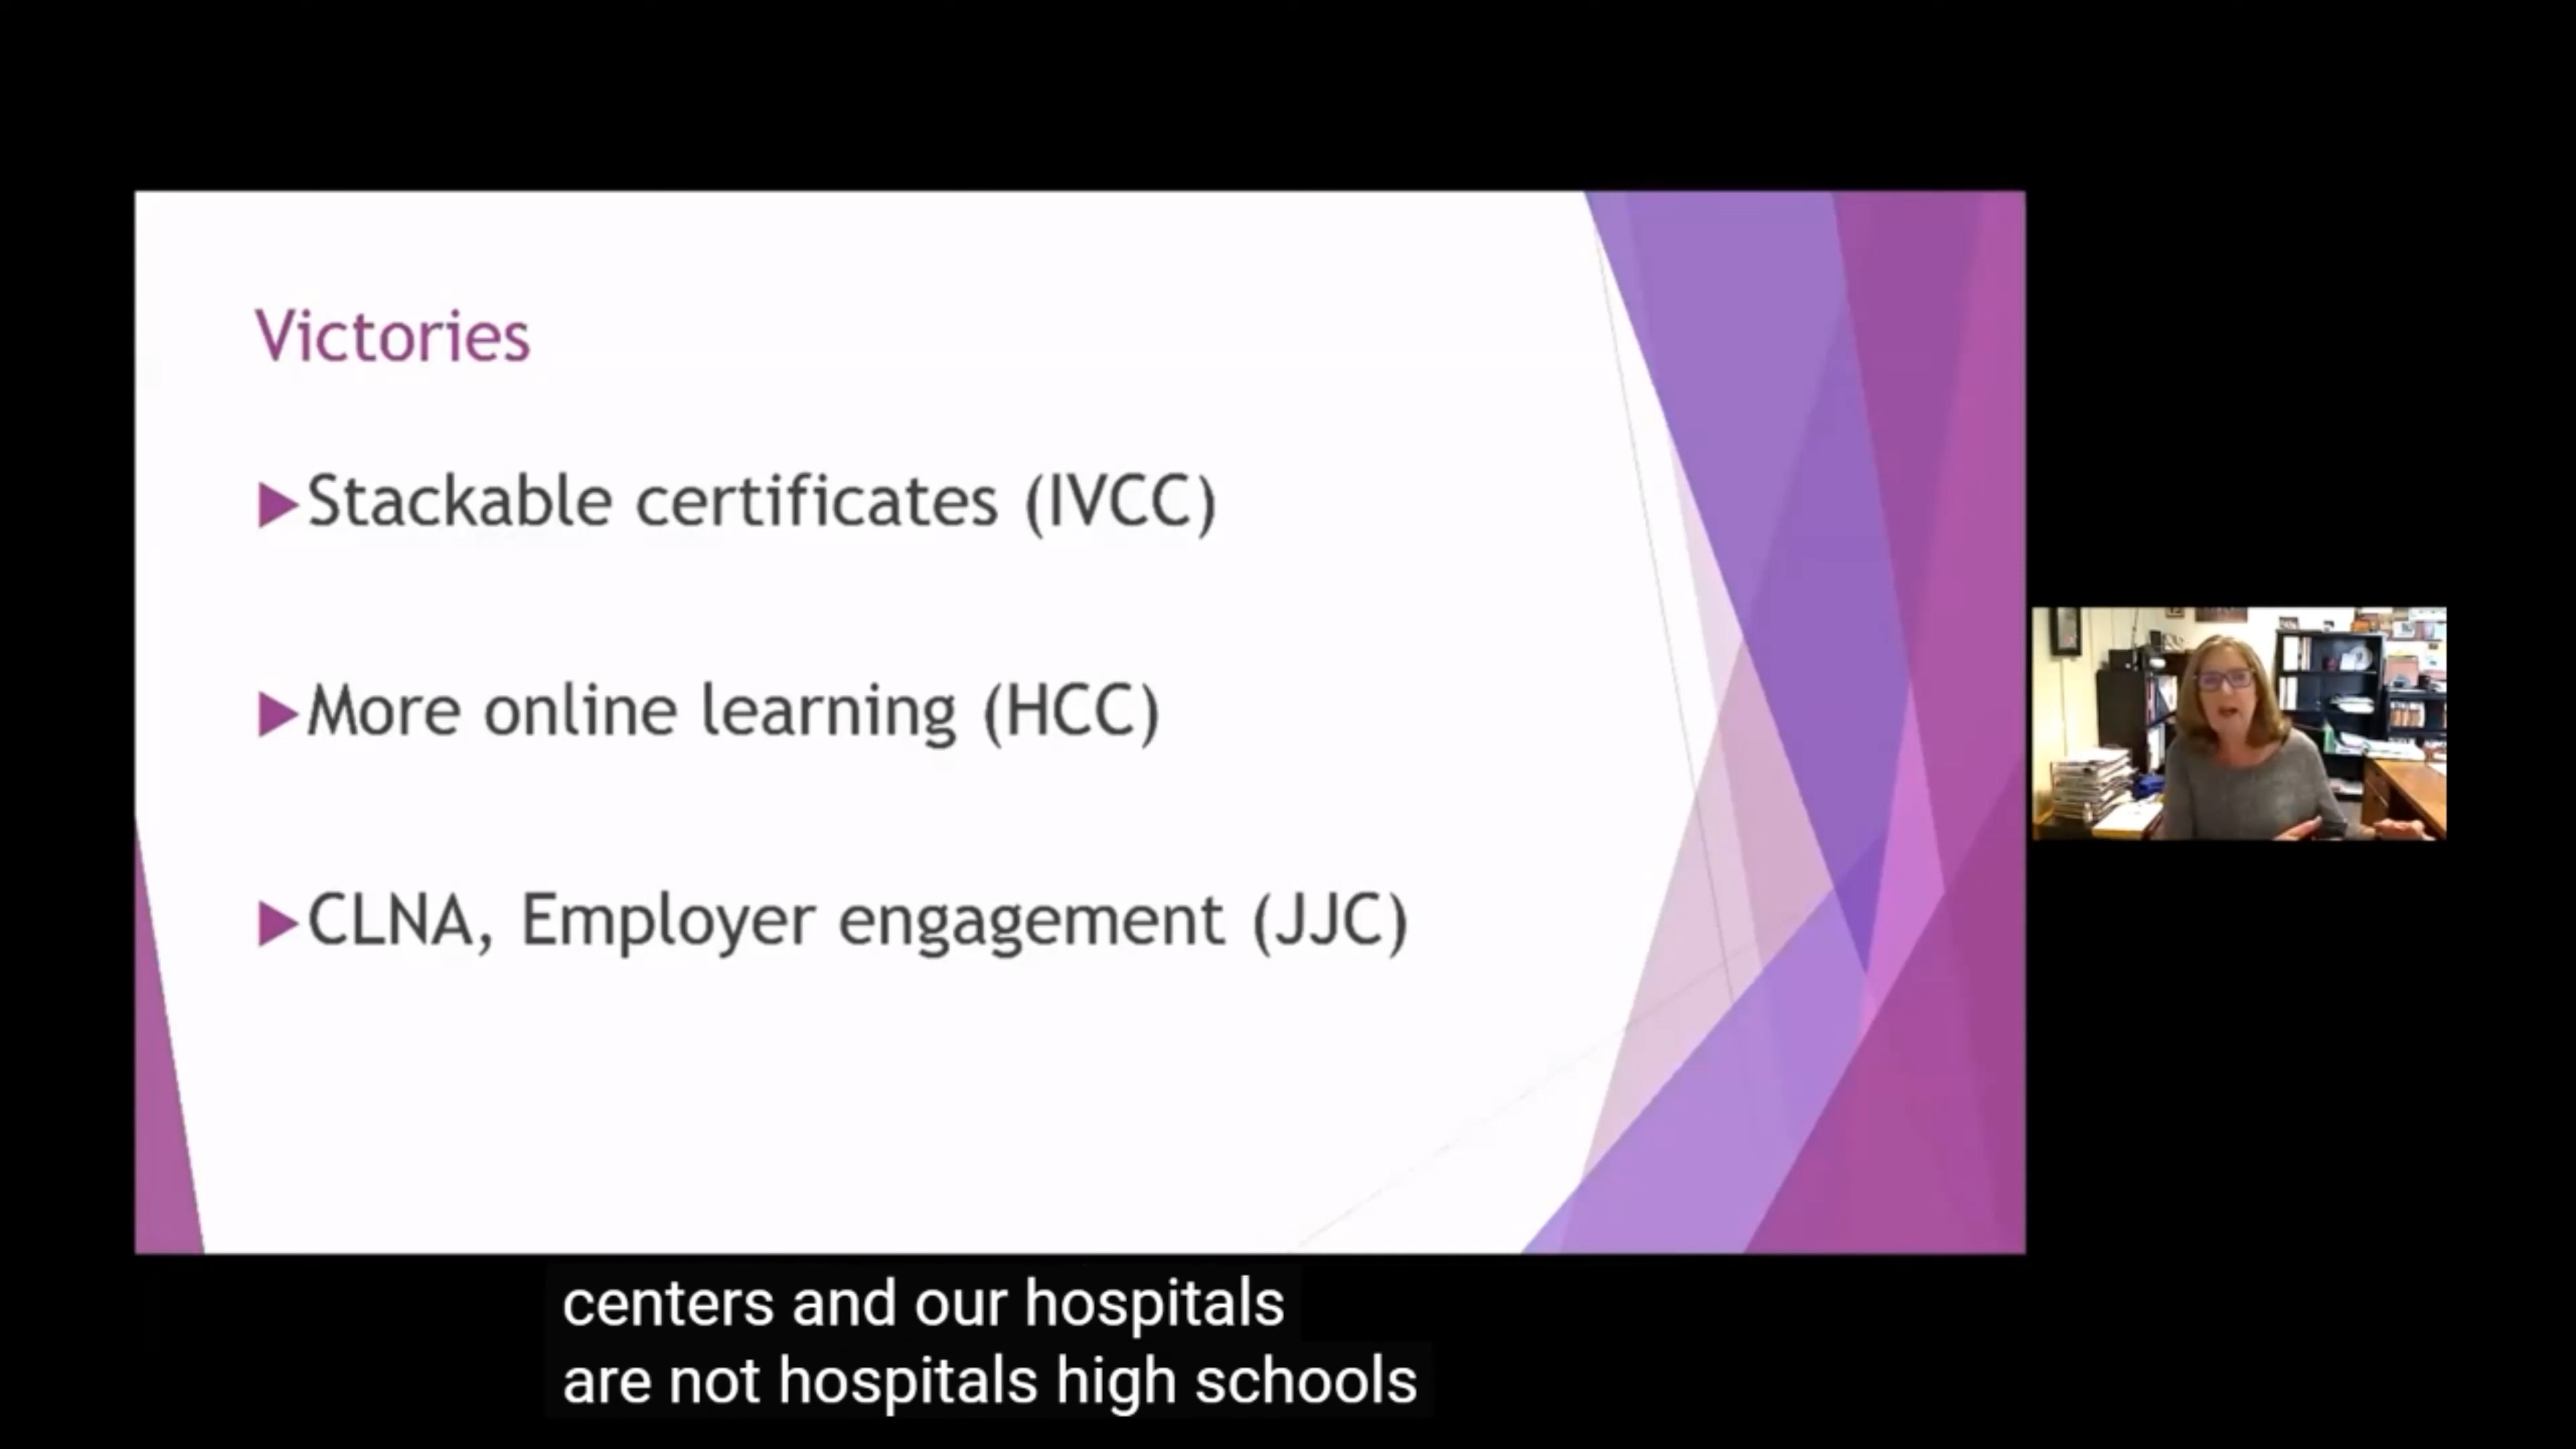 Victories
Stackable certificates (IVCC)
More online learning (HCC)
CLNA, Employer engagement (JJC)
centers and our hospitals
are not hospitals high schools